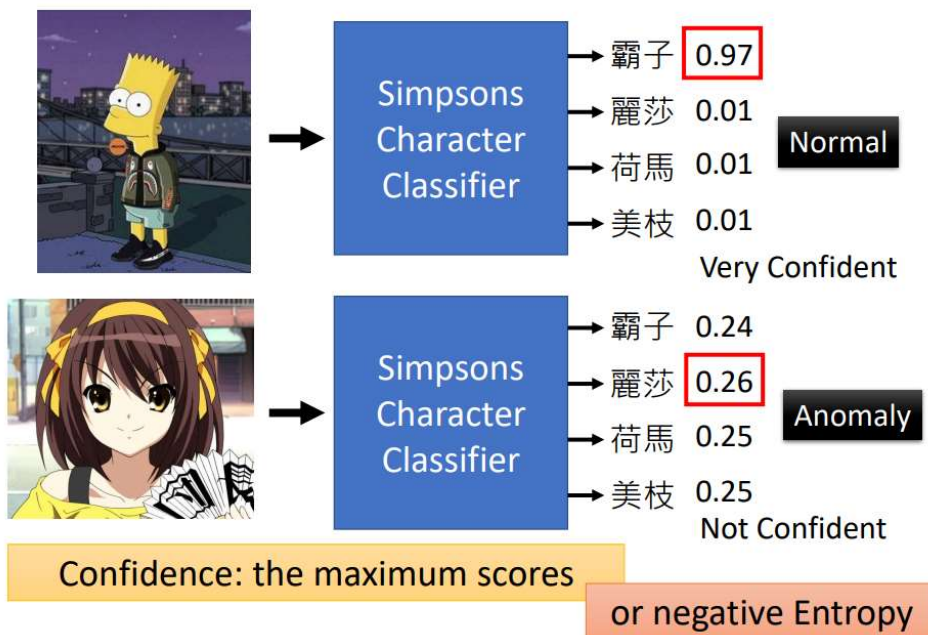 Simpsons
Character
Classifier
霸子 0.97
麗莎 0.01
荷馬 0.01
美枝 0.01
Normal
Very Confident
Simpsons
Character
Classifier
霸子 0.24
麗莎 0.26
荷馬 0.25
美枝 0.25
Anomaly
Not Confident
Confidence: the maximum scores
or negative Entropy